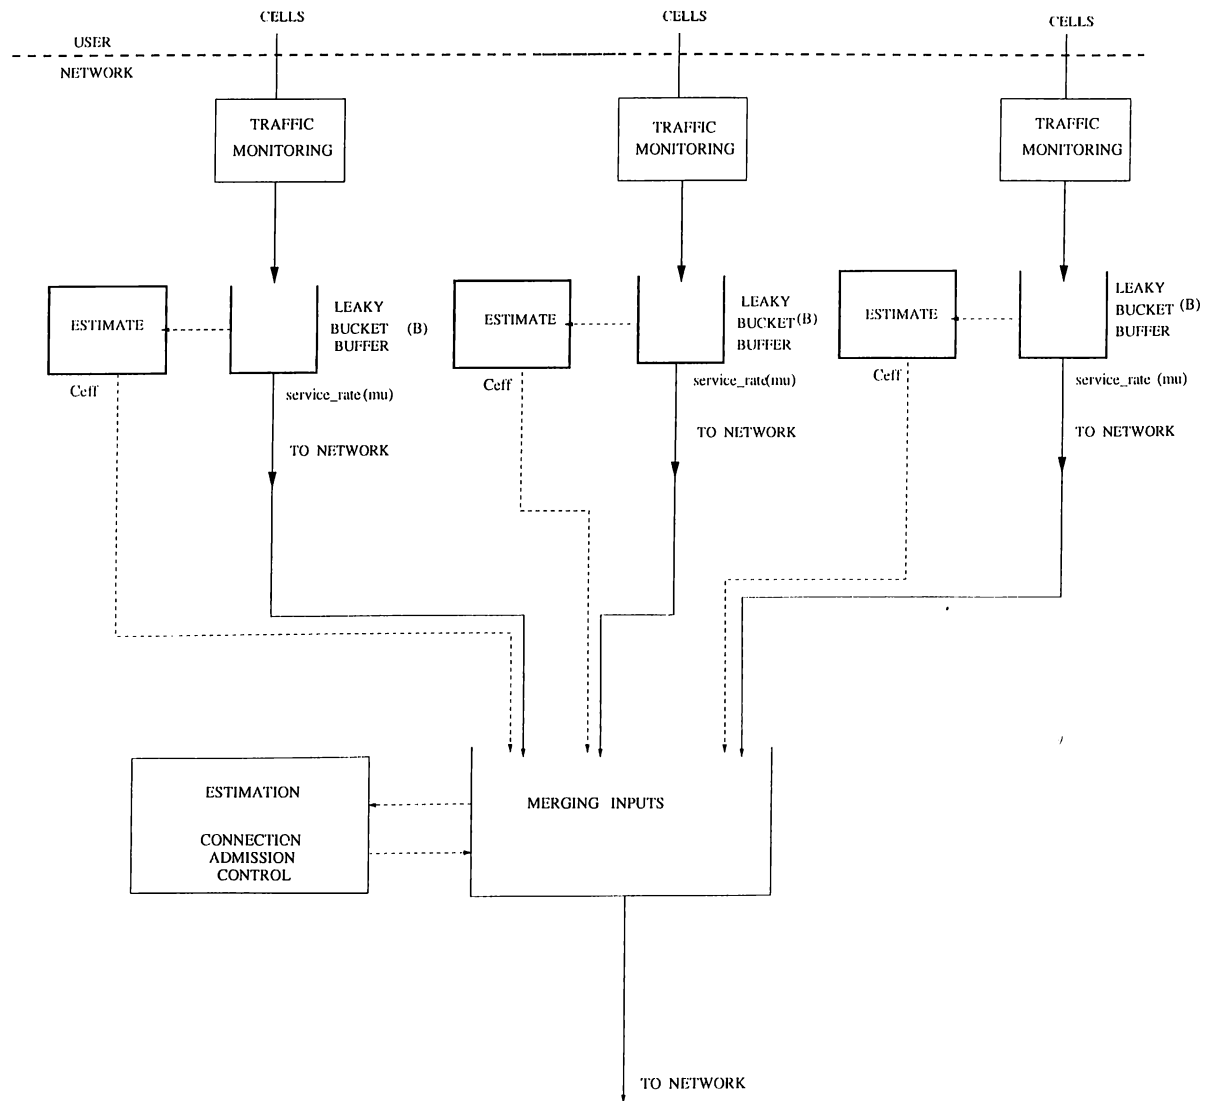 CELLS
CELLS
CELLS
USER
NETWORK
TRAFFIC
MONITORING
TRAFFIC
MONITORING
TRAFFIC
MONITORING
ESTIMATE
LEAKY
BUCKET (B)
BUFFER
ESTIMATE
LEAKY
BUCKET (B)
BUFFER
ESTIMATE
LEAKY
BUCKET (B)
BUFFER
Ceff
service_rate (mu)
Ceff
service_rate(mu)
Ceff
service_rate (mu)
TO NETWORK
TO NETWORK
TO NETWORK
ESTIMATION
CONNECTION
ADMISSION
CONTROL
MERGING INPUTS
TO NETWORK